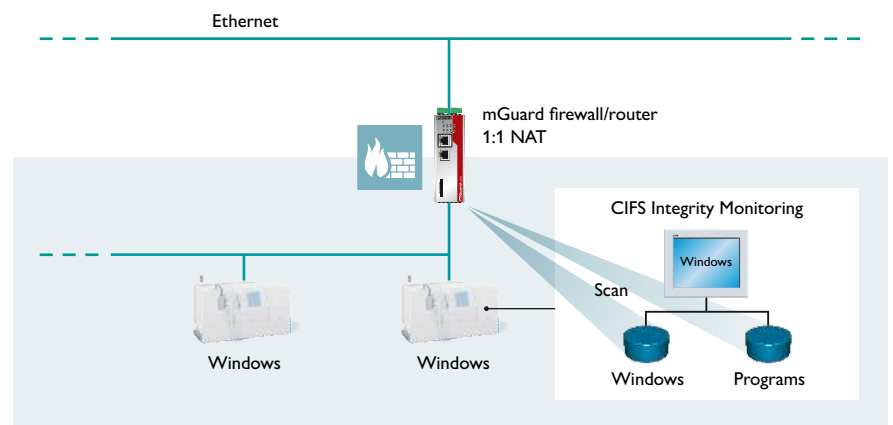 Ethernet
mGuard firewall/router
1:1 NAT
CIFS Integrity Monitoring
Windows
Scan
Windows
Windows
Windows
Programs